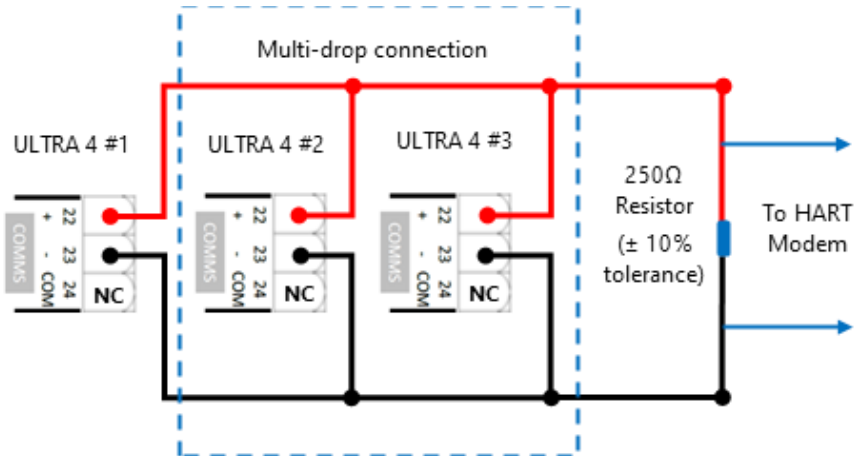 Multi-drop connection
ULTRA 4 #1
ULTRA 4 #2
ULTRA 4 #3
COMMS
+ 22
- 23
COM 24
NC
COMMS
+ 22
- 23
COM 24
NC
COMMS
+ 22
- 23
COM 24
NC
250Ω
Resistor
(± 10%
tolerance)
To HART
Modem